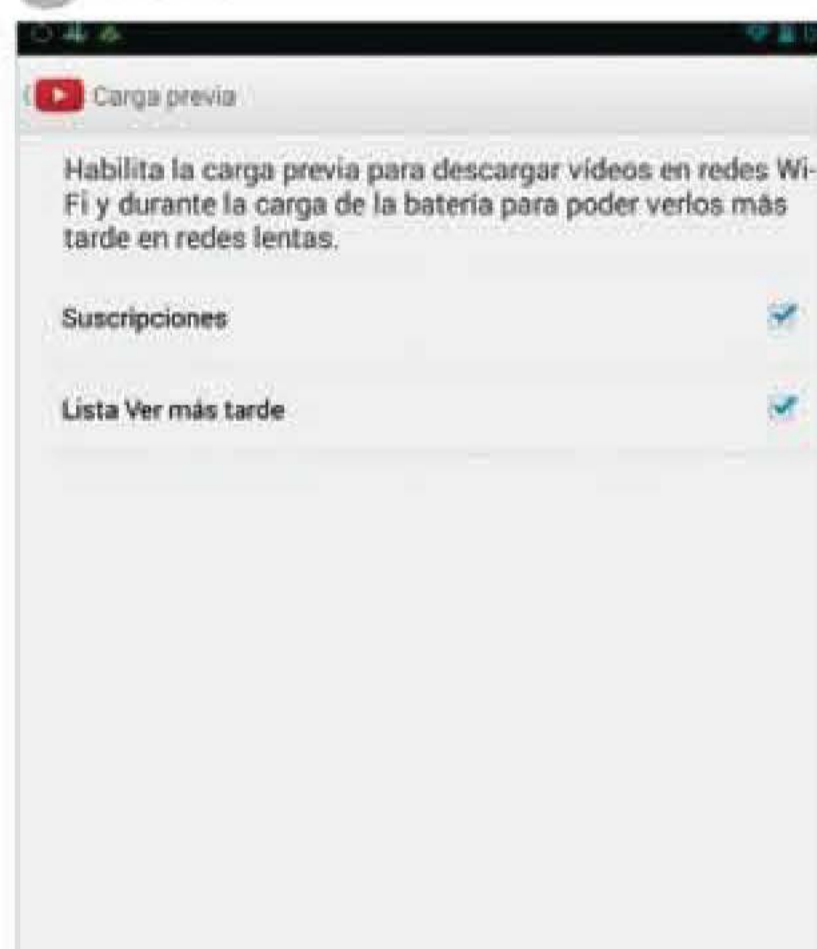 Carga previa
Habilita la carga previa para descargar vídeos en redes Wi-
Fi y durante la carga de la batería para poder verlos más
tarde en redes lentas.
Suscripciones
Lista Ver más tarde